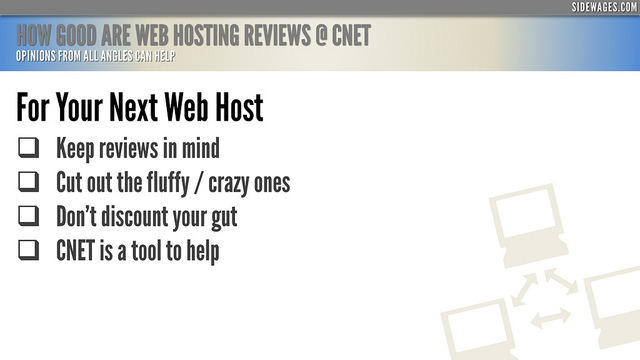 SIDEWAGES.COM
HOW GOOD ARE WEB HOSTING REVIEWS @ CNET
OPINIONS FROM ALL ANGLES CAN HELP
For Your Next Web Host
Keep reviews in mind
Cut out the fluffy / crazy ones
Don’t discount your gut
CNET is a tool to help